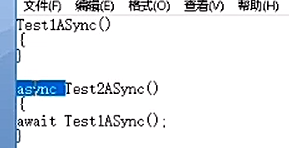 文件(F) 编辑(E) 格式(O) 查看(V) 帮助(H)
Test1ASync()
{
}
async Test2ASync()
{
await Test1ASync();
}